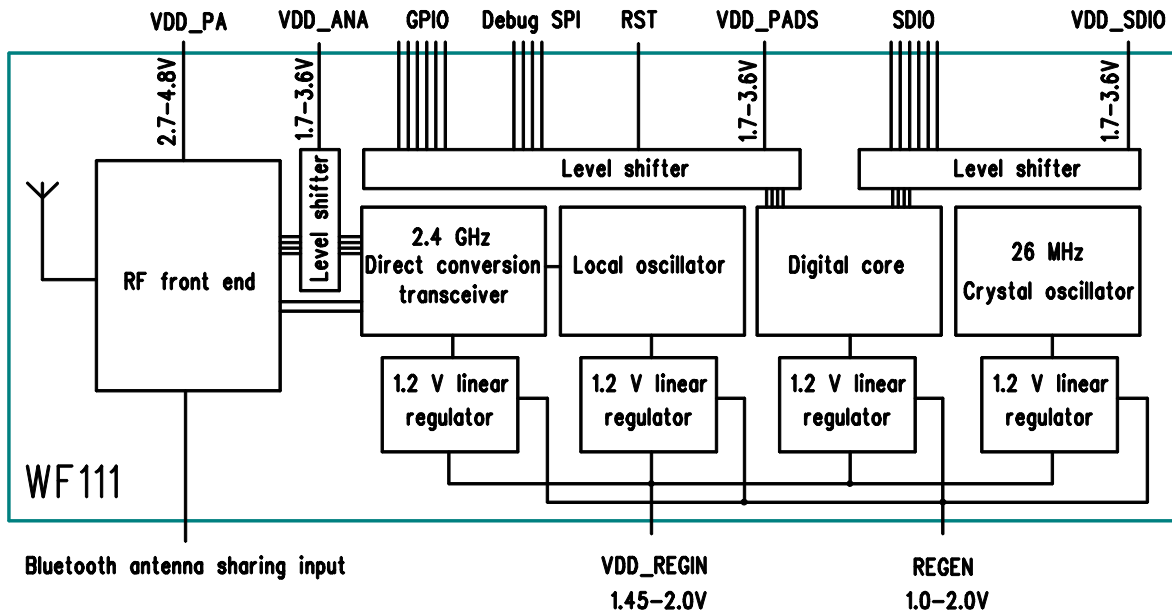 VDD_PA
VDD_ANA
GPIO
Debug SPI
RST
VDD_PADS
SDIO
VDD_SDIO
2.7-4.8V
1.7-3.6V
1.7-3.6V
1.7-3.6V
Level shifter
Level shifter
Level shifter
RF front end
2.4 GHz
Direct conversion
transceiver
Local oscillator
Digital core
26 MHz
Crystal oscillator
1.2 V linear
regulator
1.2 V linear
regulator
1.2 V linear
regulator
1.2 V linear
regulator
WF111
Bluetooth antenna sharing input
VDD_REGIN
1.45-2.0V
REGEN
1.0-2.0V